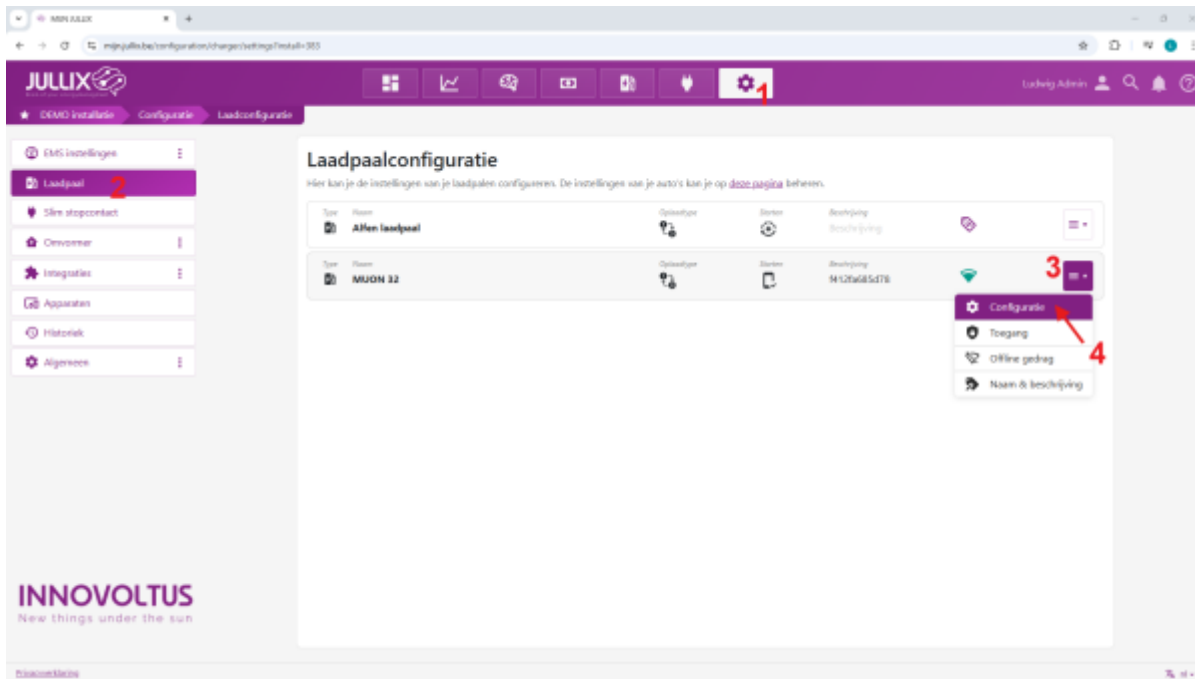 MIJN JULLIX
mijn.jullix.be/configuration/charger/settings?install=383
JULLIX
1
Ludwig Admin
DEMO installatie
Configuratie
Laadconfiguratie
EMS instellingen
Laadpaal
2
Slim stopcontact
Omvormer
Integraties
Apparaten
Historiek
Algemeen
Laadpaalconfiguratie
Hier kan je de instellingen van je laadpalen configureren. De instellingen van je auto's kan je op deze pagina beheren.
Type Naam Oplaadtype Starten Beschrijving
Alfen laadpaal Beschrijving
Type Naam Oplaadtype Starten Beschrijving
MUON 32
3
Configuratie
Toegang
4
Offline gedrag
Naam & beschrijving
INNOVOLTUS
New things under the sun
Privacyverklaring
nl